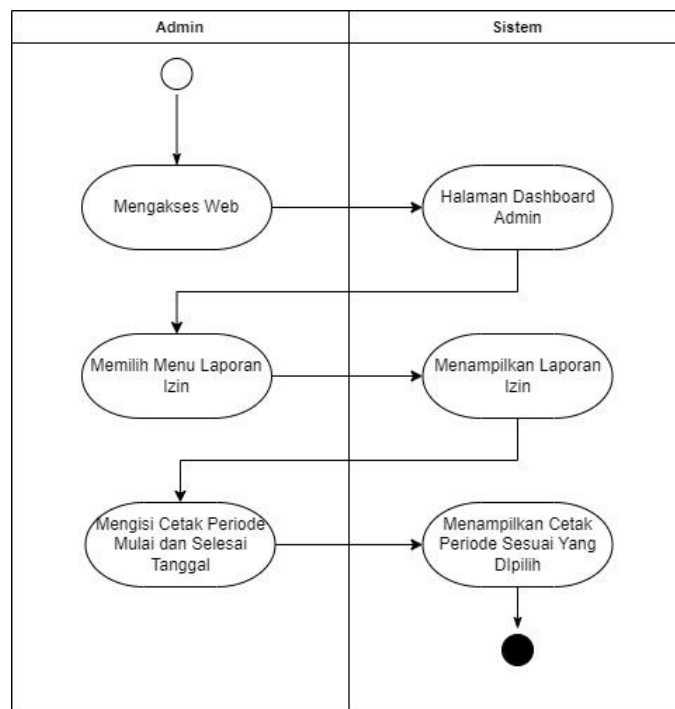 Admin
Sistem
Mengakses Web
Halaman Dashboard
Admin
Memilih Menu Laporan
Izin
Menampilkan Laporan
Izin
Mengisi Cetak Periode
Mulai dan Selesai
Tanggal
Menampilkan Cetak
Periode Sesuai Yang
DIpilih